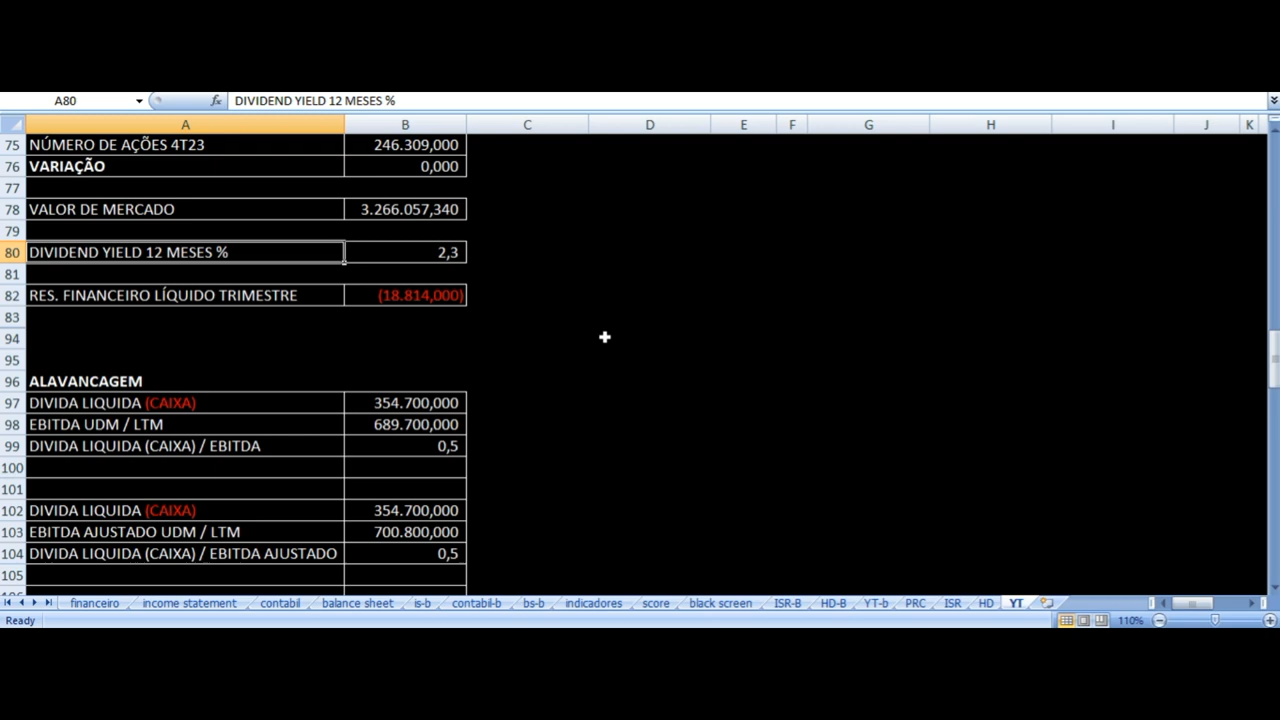 A80 fx DIVIDEND YIELD 12 MESES %
A B C D E F G H I J K
75 NÚMERO DE AÇÕES 4T23 246.309,000
76 VARIAÇÃO 0,000
77
78 VALOR DE MERCADO 3.266.057,340
79
80 DIVIDEND YIELD 12 MESES % 2,3
81
82 RES. FINANCEIRO LÍQUIDO TRIMESTRE (18.814,000)
83
94
95
96 ALAVANCAGEM
97 DIVIDA LIQUIDA (CAIXA) 354.700,000
98 EBITDA UDM / LTM 689.700,000
99 DIVIDA LIQUIDA (CAIXA) / EBITDA 0,5
100
101
102 DIVIDA LIQUIDA (CAIXA) 354.700,000
103 EBITDA AJUSTADO UDM / LTM 700.800,000
104 DIVIDA LIQUIDA (CAIXA) / EBITDA AJUSTADO 0,5
105
financeiro income statement contabil balance sheet is-b contabil-b bs-b indicadores score black screen ISR-B HD-B YT-b PRC ISR HD YT
Ready 110%